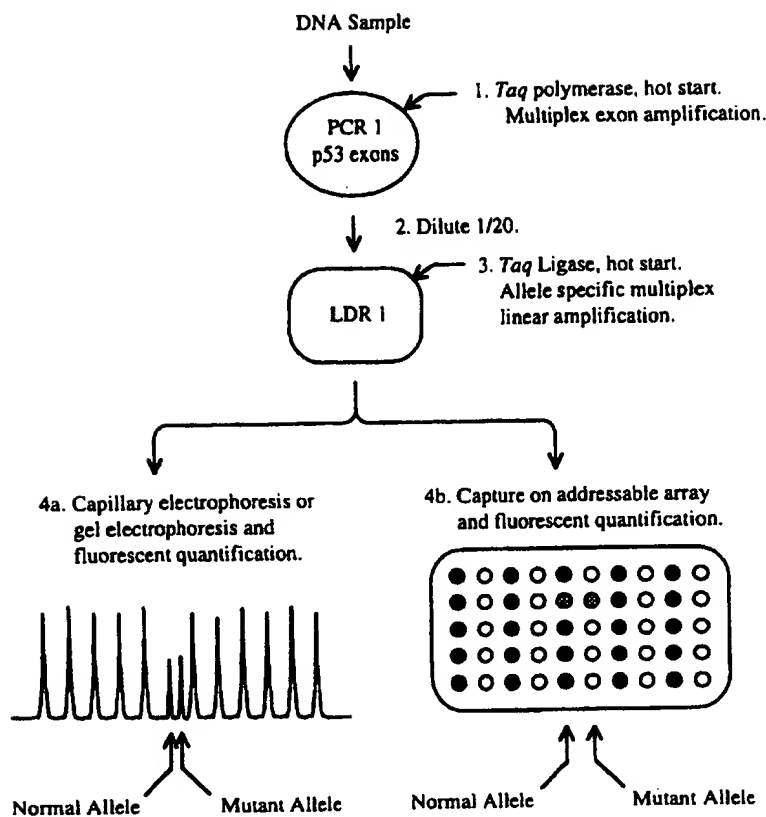 DNA Sample
1. Taq polymerase, hot start.
Multiplex exon amplification.
PCR 1
p53 exons
2. Dilute 1/20.
3. Taq Ligase, hot start.
Allele specific multiplex
linear amplification.
LDR 1
4a. Capillary electrophoresis or
gel electrophoresis and
fluorescent quantification.
4b. Capture on addressable array
and fluorescent quantification.
Normal Allele
Mutant Allele
Normal Allele
Mutant Allele